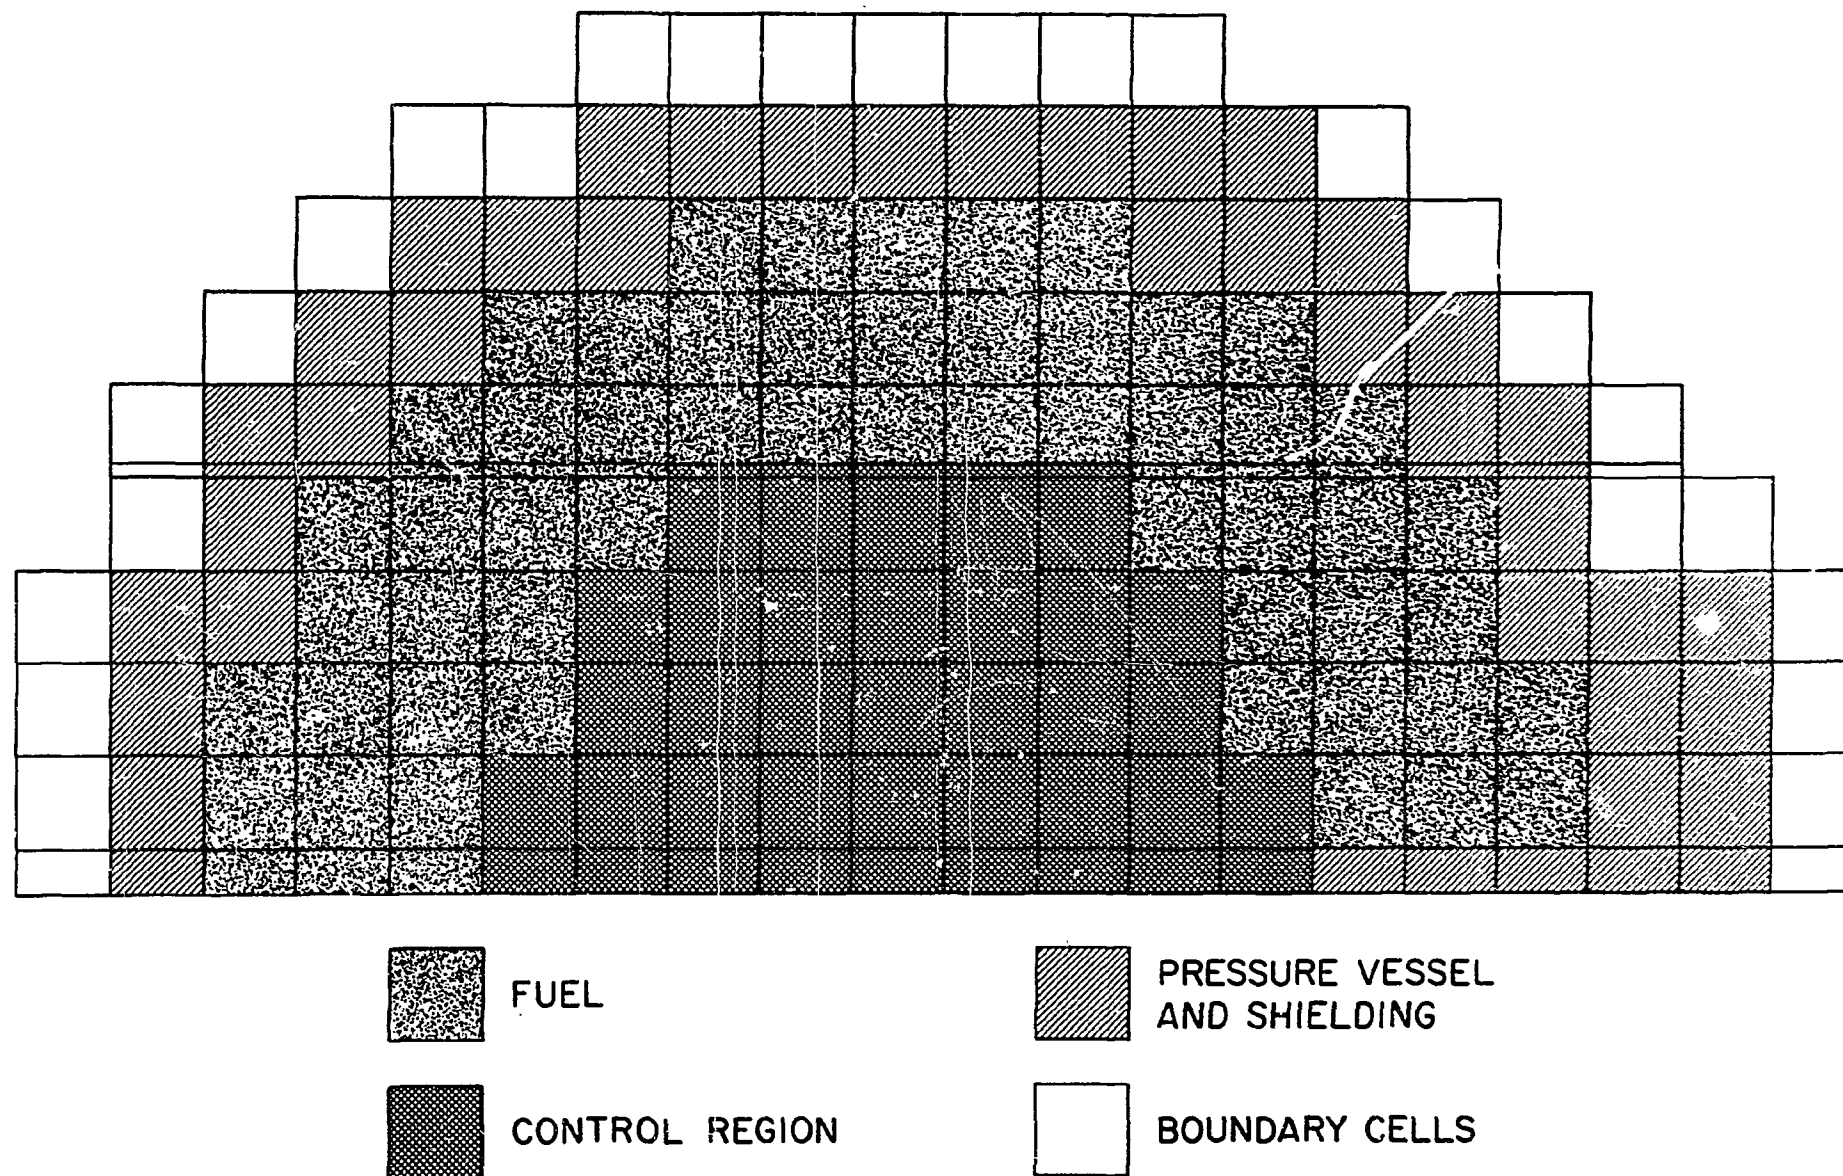 FUEL
PRESSURE VESSEL
AND SHIELDING
CONTROL REGION
BOUNDARY CELLS